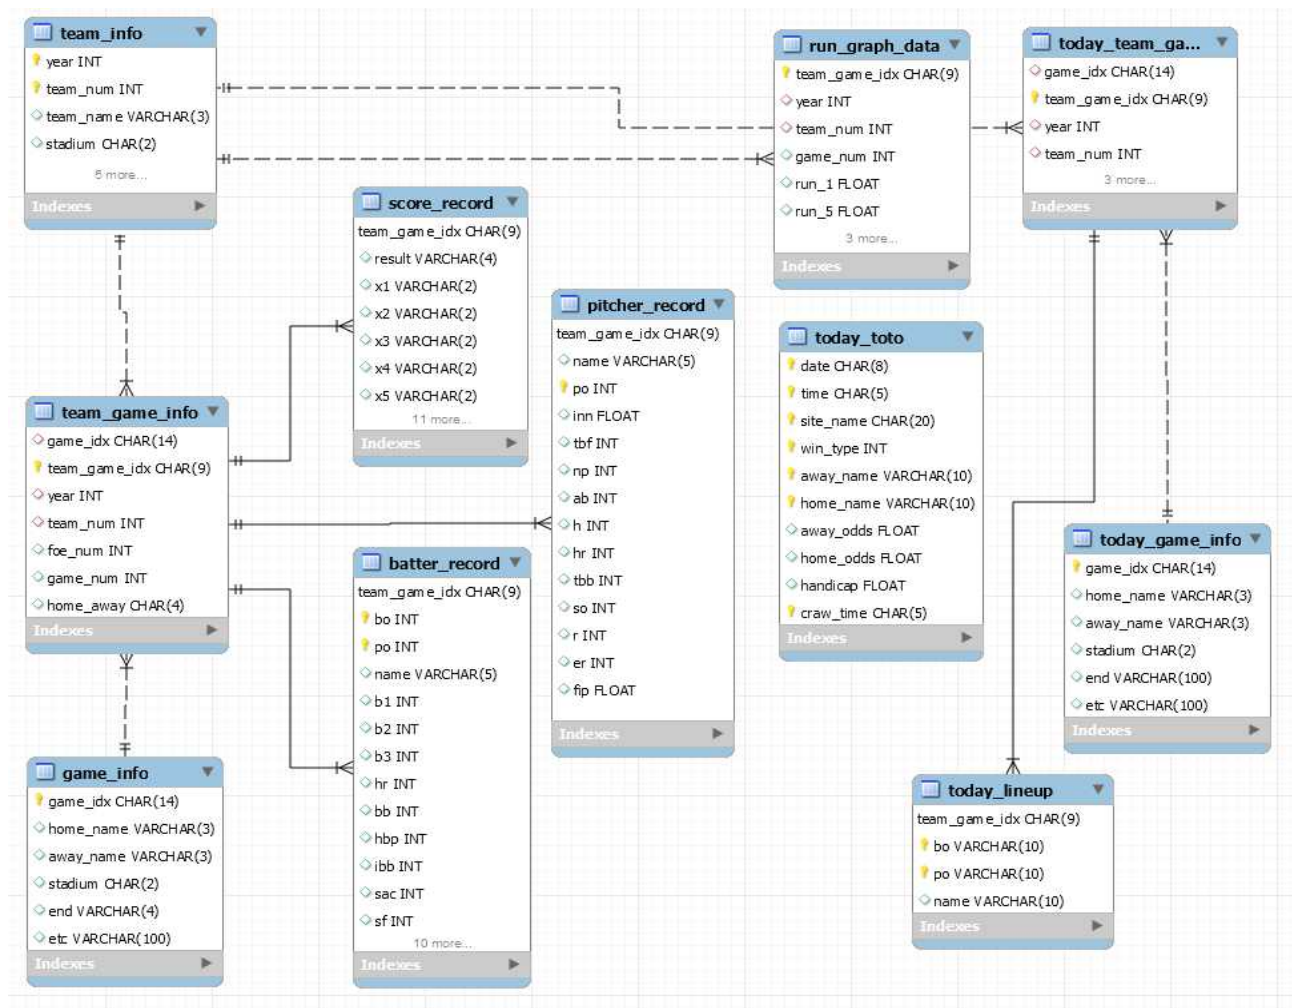 team_info
year INT
team_num INT
team_name VARCHAR(3)
stadium CHAR(2)
6 more...
Indexes
run_graph_data
team_game_idx CHAR(9)
year INT
team_num INT
game_num INT
run_1 FLOAT
run_5 FLOAT
3 more...
Indexes
today_team_ga...
game_idx CHAR(14)
team_game_idx CHAR(9)
year INT
team_num INT
3 more...
Indexes
score_record
team_game_idx CHAR(9)
result VARCHAR(4)
x1 VARCHAR(2)
x2 VARCHAR(2)
x3 VARCHAR(2)
x4 VARCHAR(2)
x5 VARCHAR(2)
11 more...
Indexes
pitcher_record
team_game_idx CHAR(9)
name VARCHAR(5)
po INT
inn FLOAT
tbf INT
np INT
ab INT
h INT
hr INT
tbb INT
so INT
r INT
er INT
fip FLOAT
Indexes
today_toto
date CHAR(8)
time CHAR(5)
site_name CHAR(20)
win_type INT
away_name VARCHAR(10)
home_name VARCHAR(10)
away_odds FLOAT
home_odds FLOAT
handicap FLOAT
craw_time CHAR(5)
Indexes
team_game_info
game_idx CHAR(14)
team_game_idx CHAR(9)
year INT
team_num INT
foe_num INT
game_num INT
home_away CHAR(4)
Indexes
batter_record
team_game_idx CHAR(9)
bo INT
po INT
name VARCHAR(5)
b1 INT
b2 INT
b3 INT
hr INT
bb INT
hbp INT
ibb INT
sac INT
sf INT
10 more...
Indexes
today_game_info
game_idx CHAR(14)
home_name VARCHAR(3)
away_name VARCHAR(3)
stadium CHAR(2)
end VARCHAR(100)
etc VARCHAR(100)
Indexes
game_info
game_idx CHAR(14)
home_name VARCHAR(3)
away_name VARCHAR(3)
stadium CHAR(2)
end VARCHAR(4)
etc VARCHAR(100)
Indexes
today_lineup
team_game_idx CHAR(9)
bo VARCHAR(10)
po VARCHAR(10)
name VARCHAR(10)
Indexes